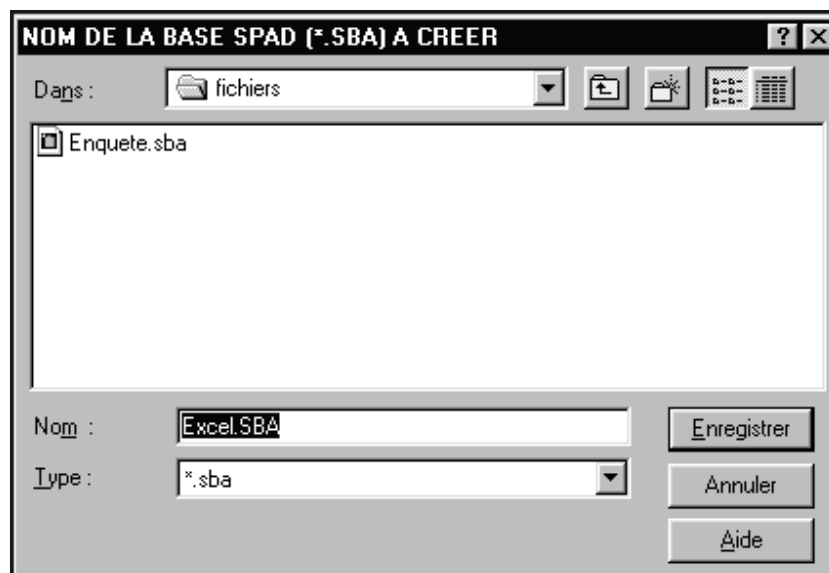 NOM DE LA BASE SPAD (*.SBA) A CREER
Dans :
fichiers
Enquete.sba
Nom :
Excel.SBA
Enregistrer
Type :
*.sba
Annuler
Aide